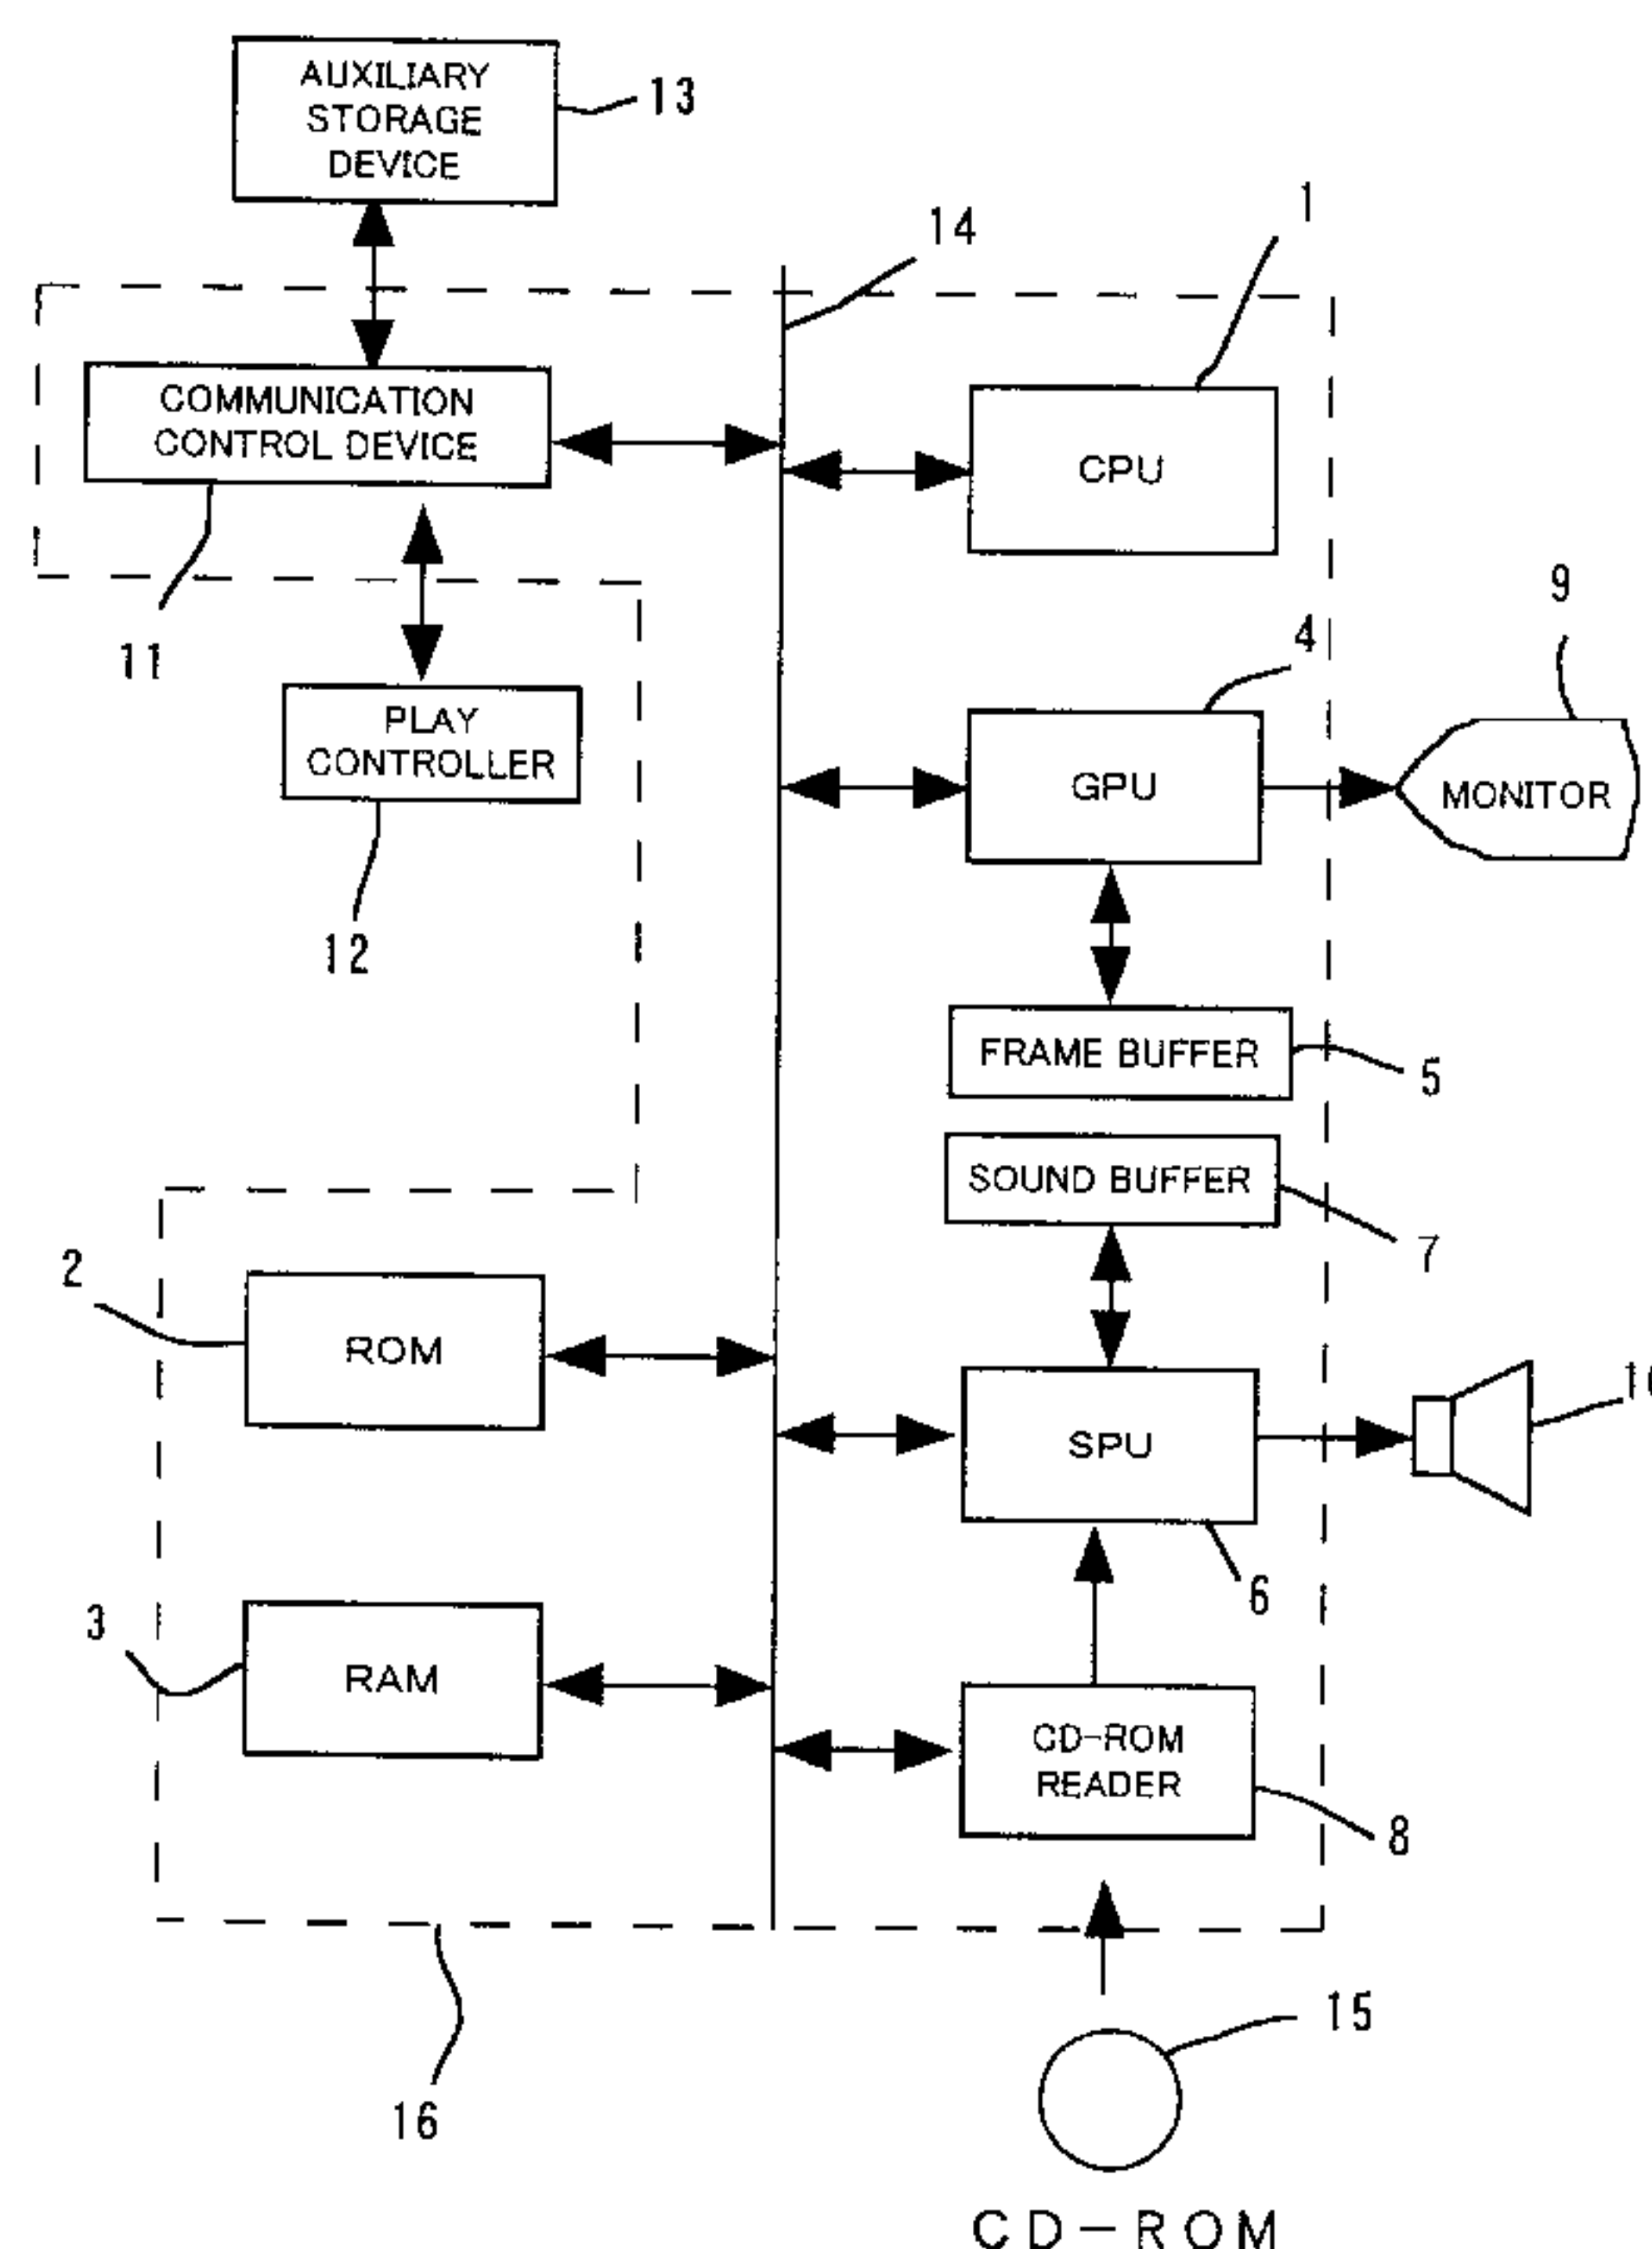 AUXILIARY
STORAGE
DEVICE
13
14
1
COMMUNICATION
CONTROL DEVICE
CPU
11
9
4
PLAY
CONTROLLER
GPU
MONITOR
12
FRAME BUFFER
5
SOUND BUFFER
7
2
ROM
SPU
6
3
RAM
CD-ROM
READER
8
16
15
CD-ROM